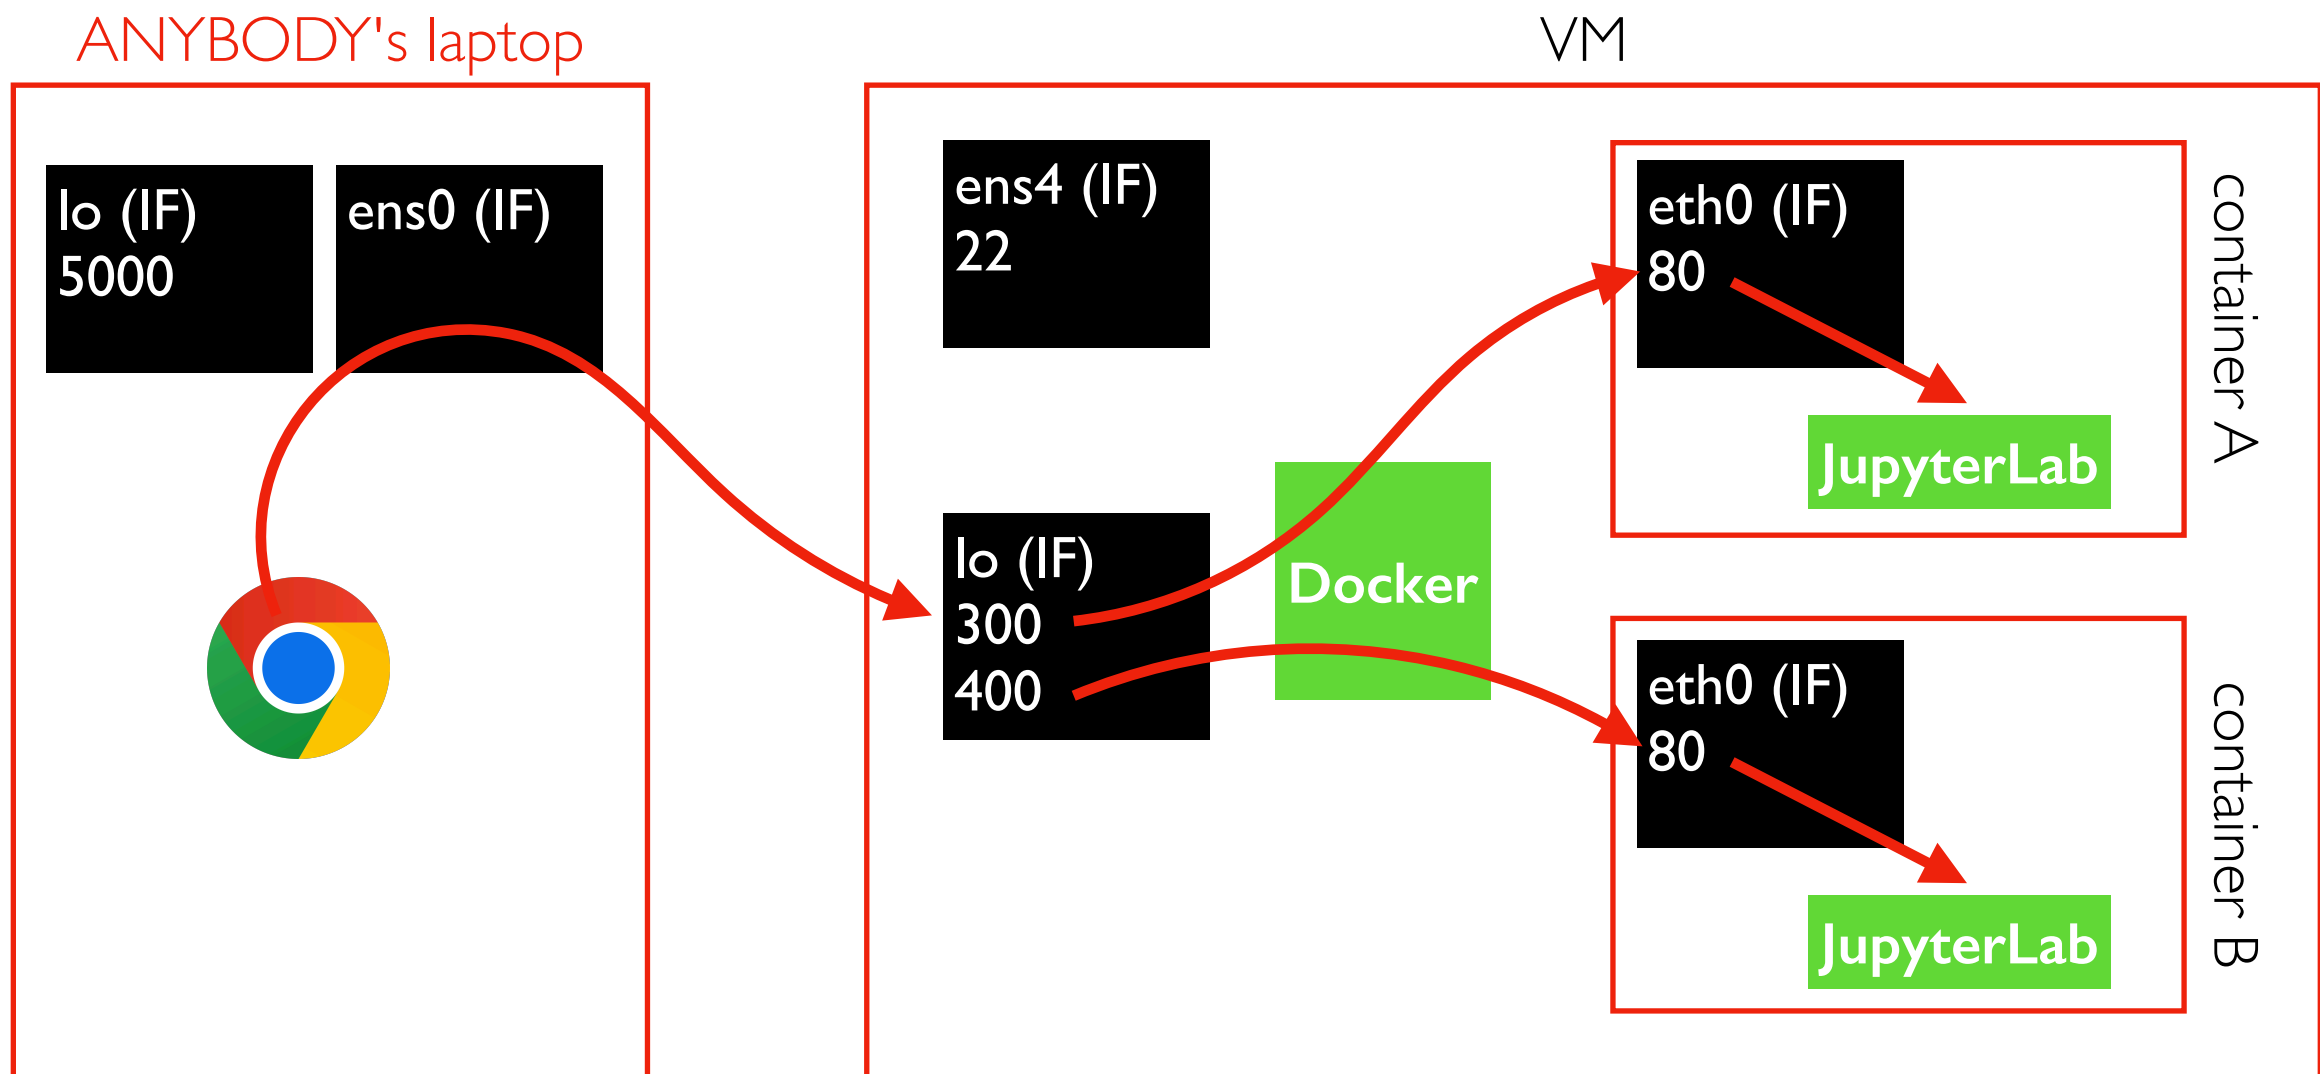 ANYBODY's laptop
VM
lo (IF)
5000
ens0 (IF)
ens4 (IF)
22
lo (IF)
300
400
Docker
eth0 (IF)
80
JupyterLab
container A
eth0 (IF)
80
JupyterLab
container B